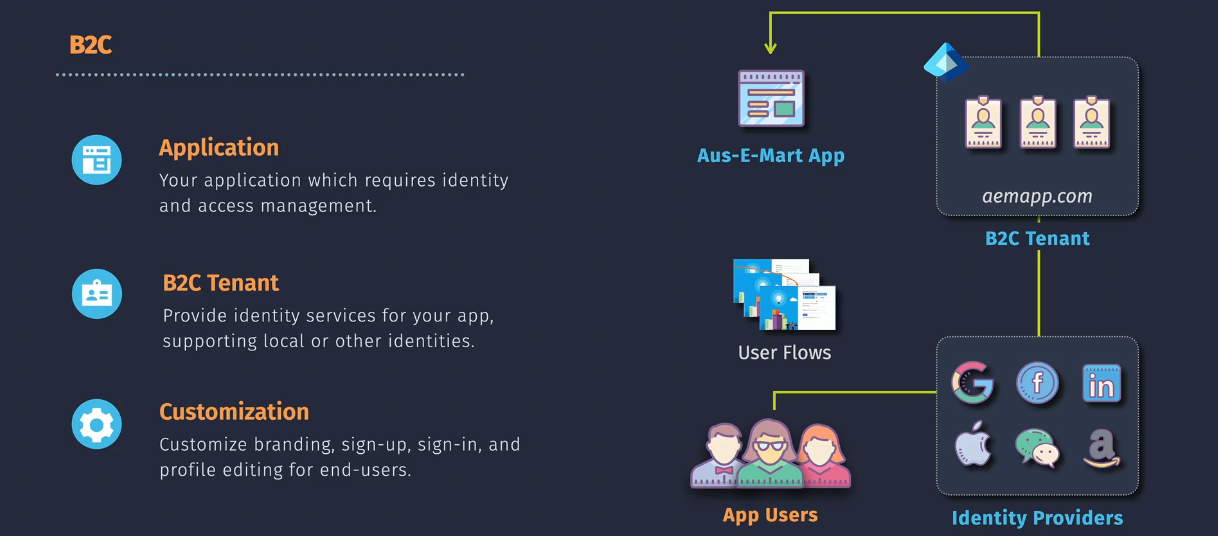 B2C
Application
Your application which requires identity
and access management.
B2C Tenant
Provide identity services for your app,
supporting local or other identities.
Customization
Customize branding, sign-up, sign-in, and
profile editing for end-users.
Aus-E-Mart App
aemapp.com
B2C Tenant
User Flows
f
in
a
App Users
Identity Providers